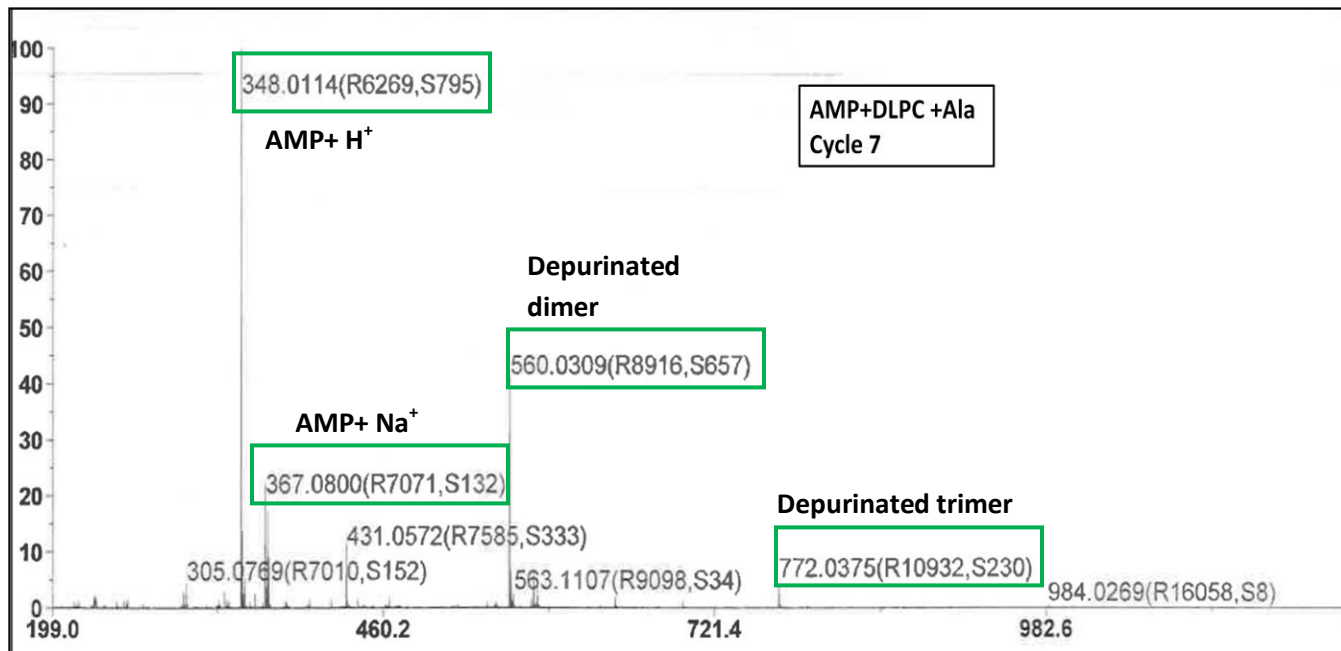 100
348.0114(R6269,S795)
90
AMP+DLPC +Ala
Cycle 7
AMP+ H+
80
70
60
Depurinated
dimer
50
560.0309(R8916,S657)
40
AMP+ Na+
30
367.0800(R7071,S132)
20
Depurinated trimer
431.0572(R7585,S333)
772.0375(R10932,S230)
10
305.0769(R7010,S152)
563.1107(R9098,S34)
984.0269(R16058,S8)
0
199.0 460.2 721.4 982.6